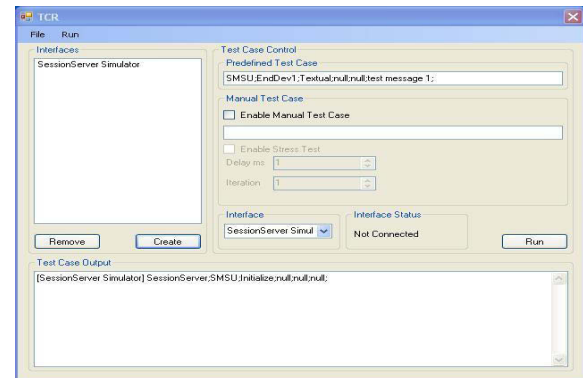 TCR
File Run
Interfaces
SessionServer Simulator
Remove
Create
Test Case Control
Predefined Test Case
SMSU;EndDev1;Textual;null;null;test message 1;
Manual Test Case
Enable Manual Test Case
Enable Stress Test
Delay ms 1
Iteration 1
Interface
SessionServer Simul
Interface Status
Not Connected
Run
Test Case Output
[SessionServer Simulator] SessionServer;SMSU;Initialize;null;null;null;